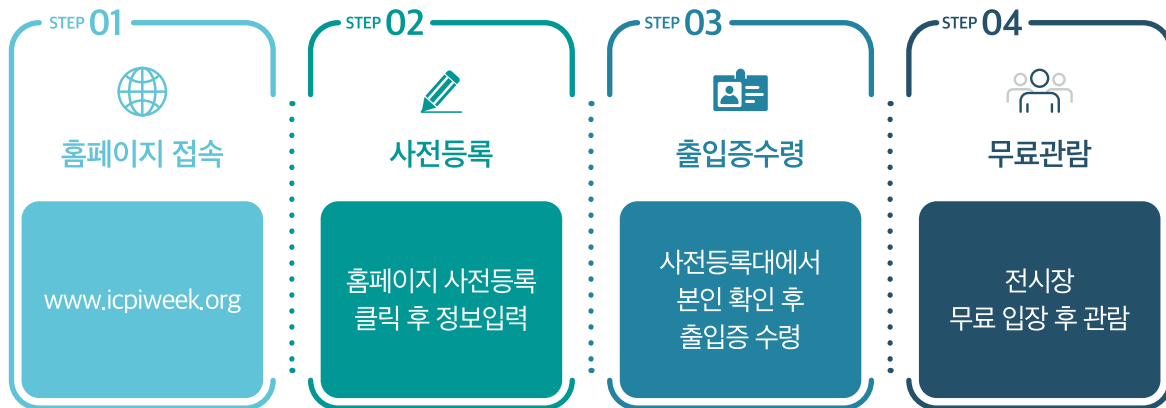 STEP 01
홈페이지 접속
www.icpiweek.org
STEP 02
사전등록
홈페이지 사전등록
클릭 후 정보입력
STEP 03
출입증수령
사전등록대에서
본인 확인 후
출입증 수령
STEP 04
무료관람
전시장
무료 입장 후 관람